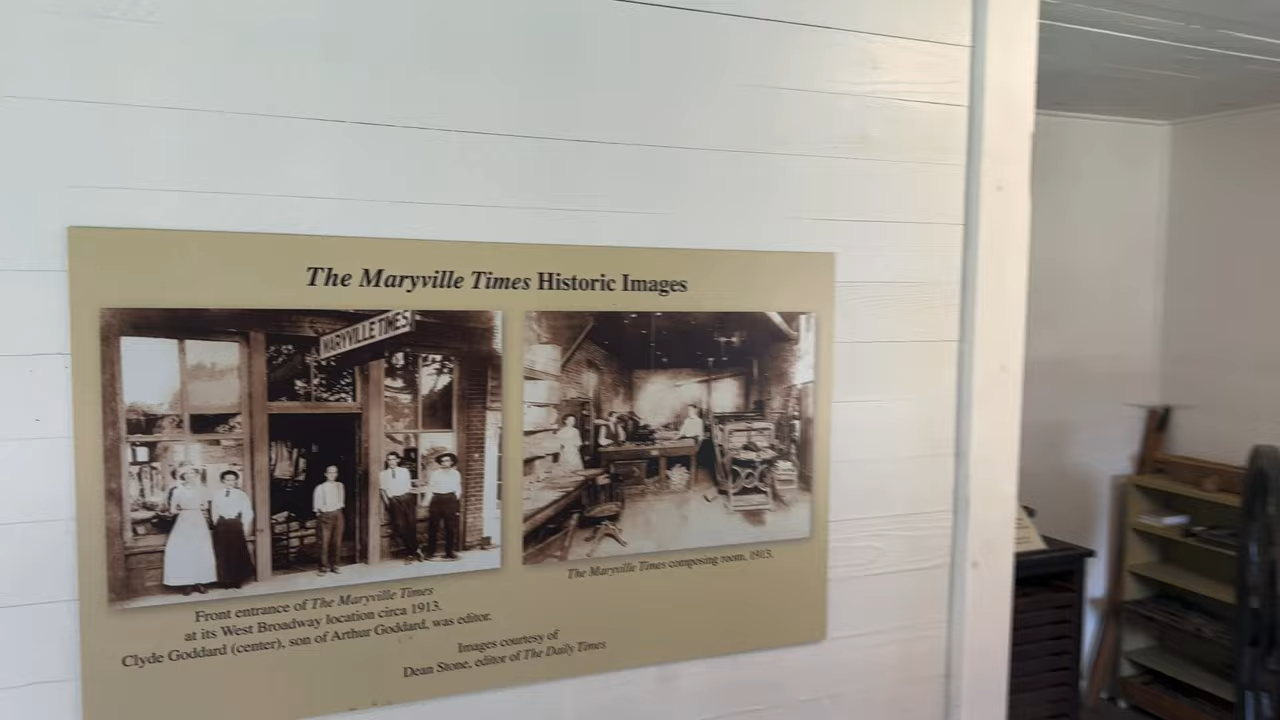 The Maryville Times Historic Images
MARYVILLE TIMES
Front entrance of The Maryville Times
at its West Broadway location circa 1913.
Clyde Goddard (center), son of Arthur Goddard, was editor.
The Maryville Times composing room, 1913.
Images courtesy of
Dean Stone, editor of The Daily Times